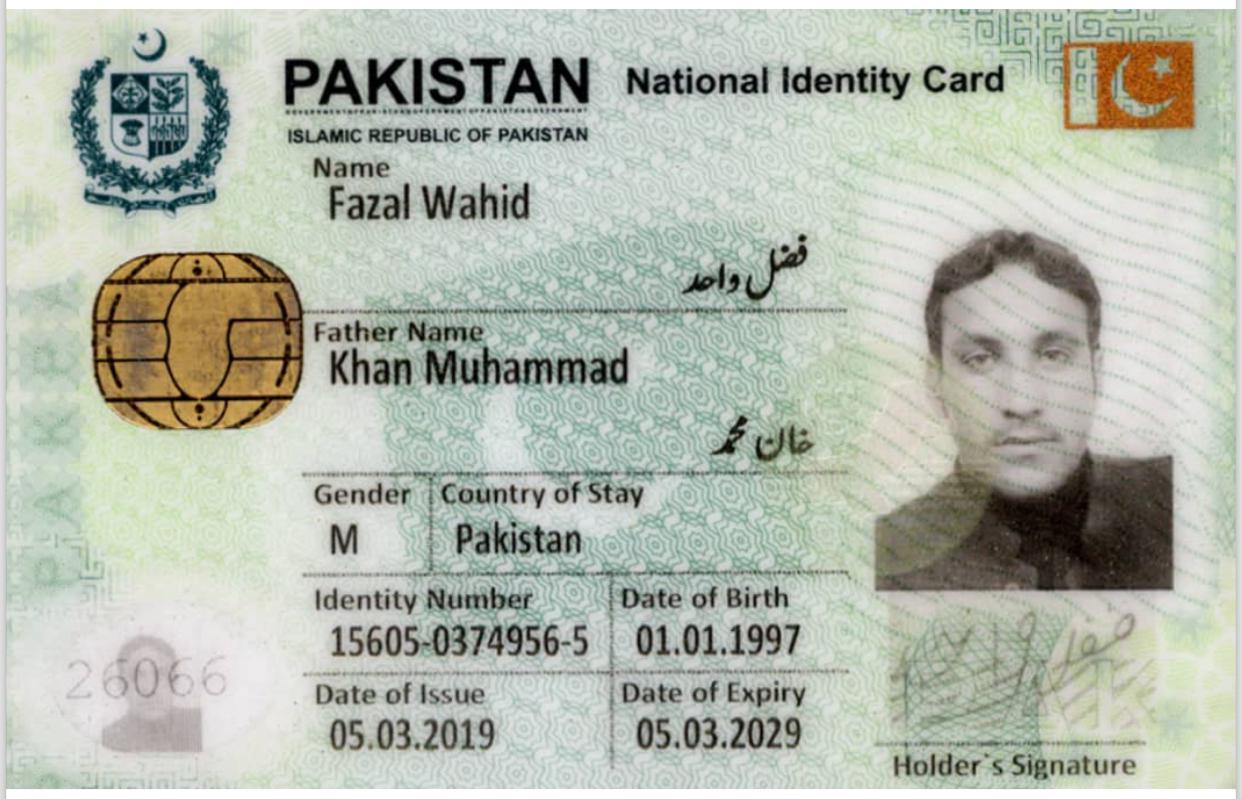 PAKISTAN National Identity Card
ISLAMIC REPUBLIC OF PAKISTAN
Name
Fazal Wahid
فضل واحد
Father Name
Khan Muhammad
خان محمد
Gender Country of Stay
M Pakistan
Identity Number Date of Birth
15605-0374956-5 01.01.1997
Date of Issue Date of Expiry
05.03.2019 05.03.2029
26066
Holder`s Signature